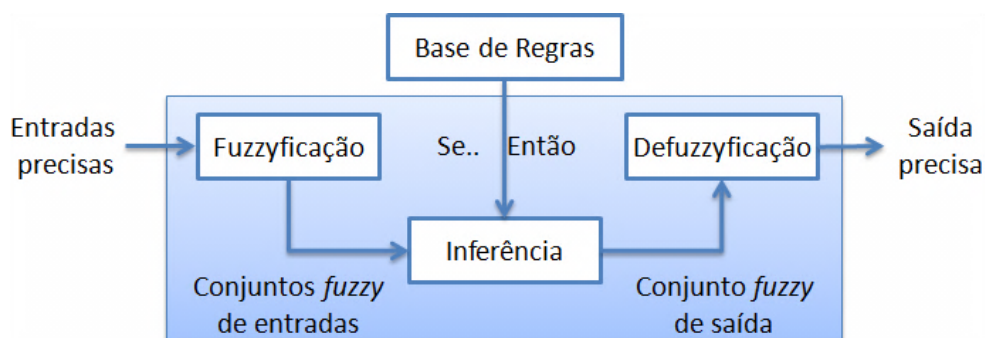 Base de Regras
Entradas
precisas
Fuzzyficação
Se.. Então
Defuzzyficação
Saída
precisa
Inferência
Conjuntos fuzzy
de entradas
Conjunto fuzzy
de saída